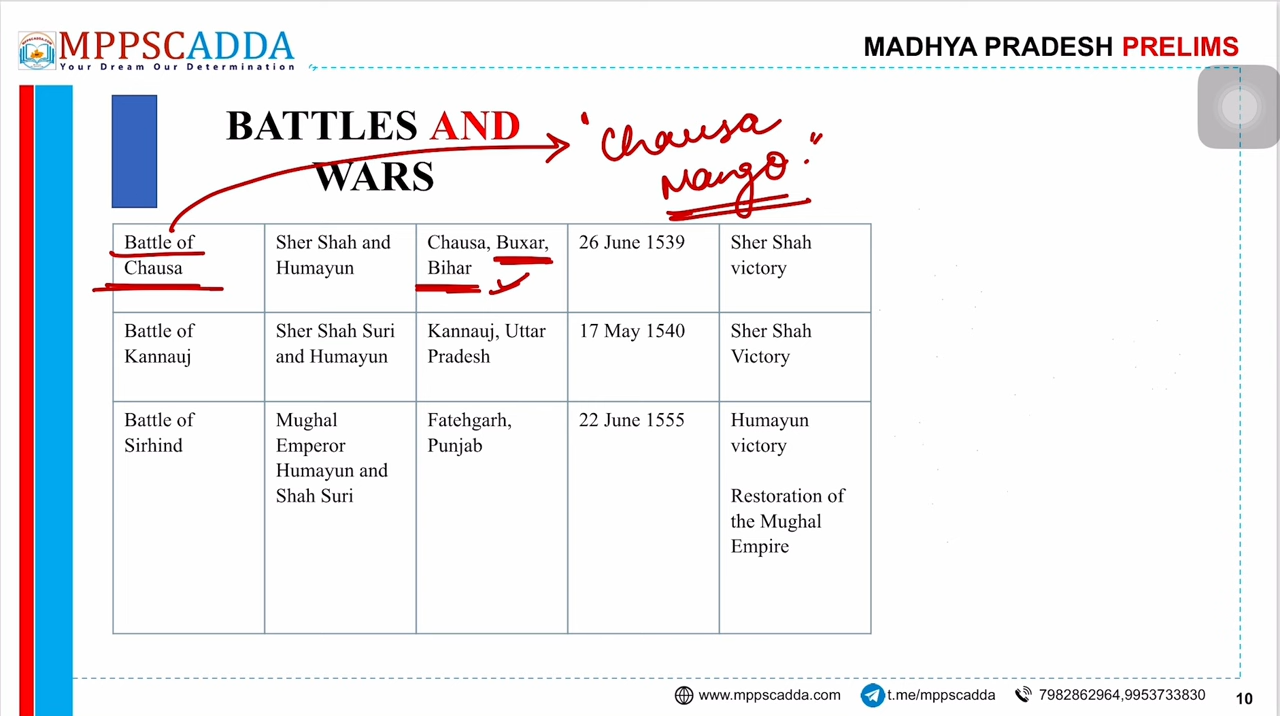 MPPSCADDA
Your Dream Our Determination
MADHYA PRADESH PRELIMS
BATTLES AND
WARS
"Chausa
Mango."
Battle of
Chausa
Sher Shah and
Humayun
Chausa, Buxar,
Bihar
26 June 1539
Sher Shah
victory
Battle of
Kannauj
Sher Shah Suri
and Humayun
Kannauj, Uttar
Pradesh
17 May 1540
Sher Shah
Victory
Battle of
Sirhind
Mughal
Emperor
Humayun and
Shah Suri
Fatehgarh,
Punjab
22 June 1555
Humayun
victory
Restoration of
the Mughal
Empire
www.mppscadda.com
t.me/mppscadda
7982862964,9953733830
10